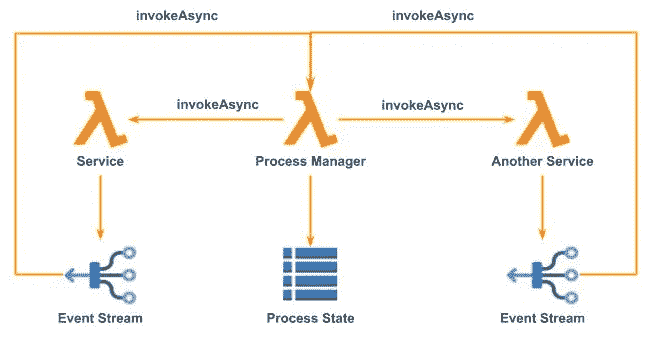 invokeAsync
invokeAsync
invokeAsync
invokeAsync
Service
Process Manager
Another Service
Event Stream
Process State
Event Stream